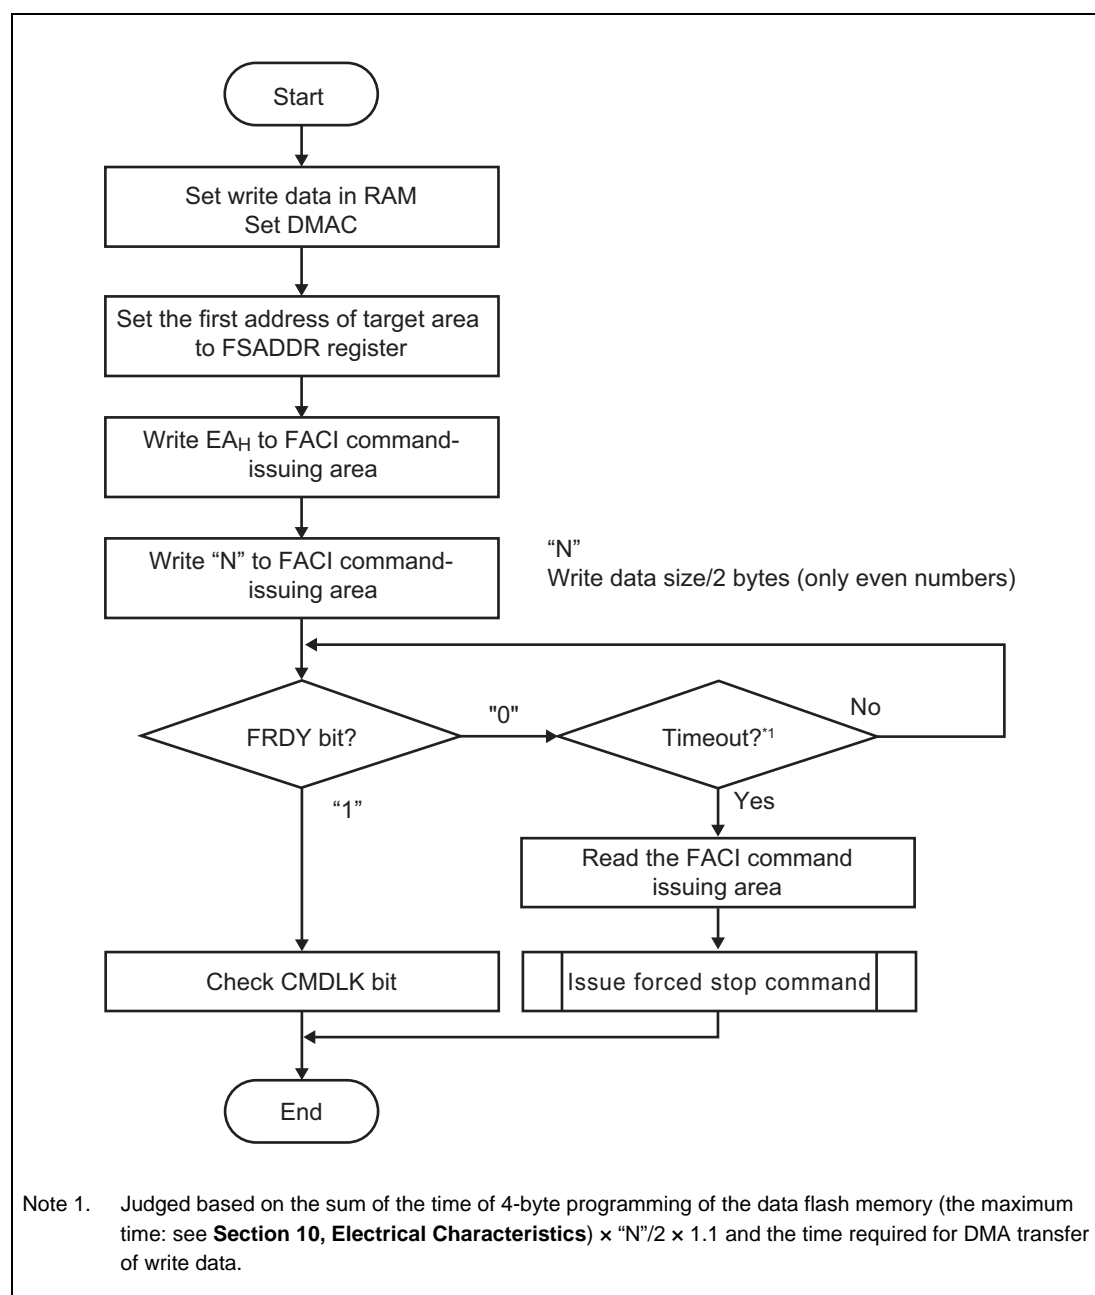 Start
Set write data in RAM
Set DMAC
Set the first address of target area
to FSADDR register
Write EAH to FACI command-
issuing area
Write “N” to FACI command-
issuing area
“N”
Write data size/2 bytes (only even numbers)
FRDY bit?
"0"
Timeout?*1
No
“1”
Yes
Read the FACI command
issuing area
Check CMDLK bit
Issue forced stop command
End
Note 1. Judged based on the sum of the time of 4-byte programming of the data flash memory (the maximum
time: see Section 10, Electrical Characteristics) × “N”/2 × 1.1 and the time required for DMA transfer
of write data.